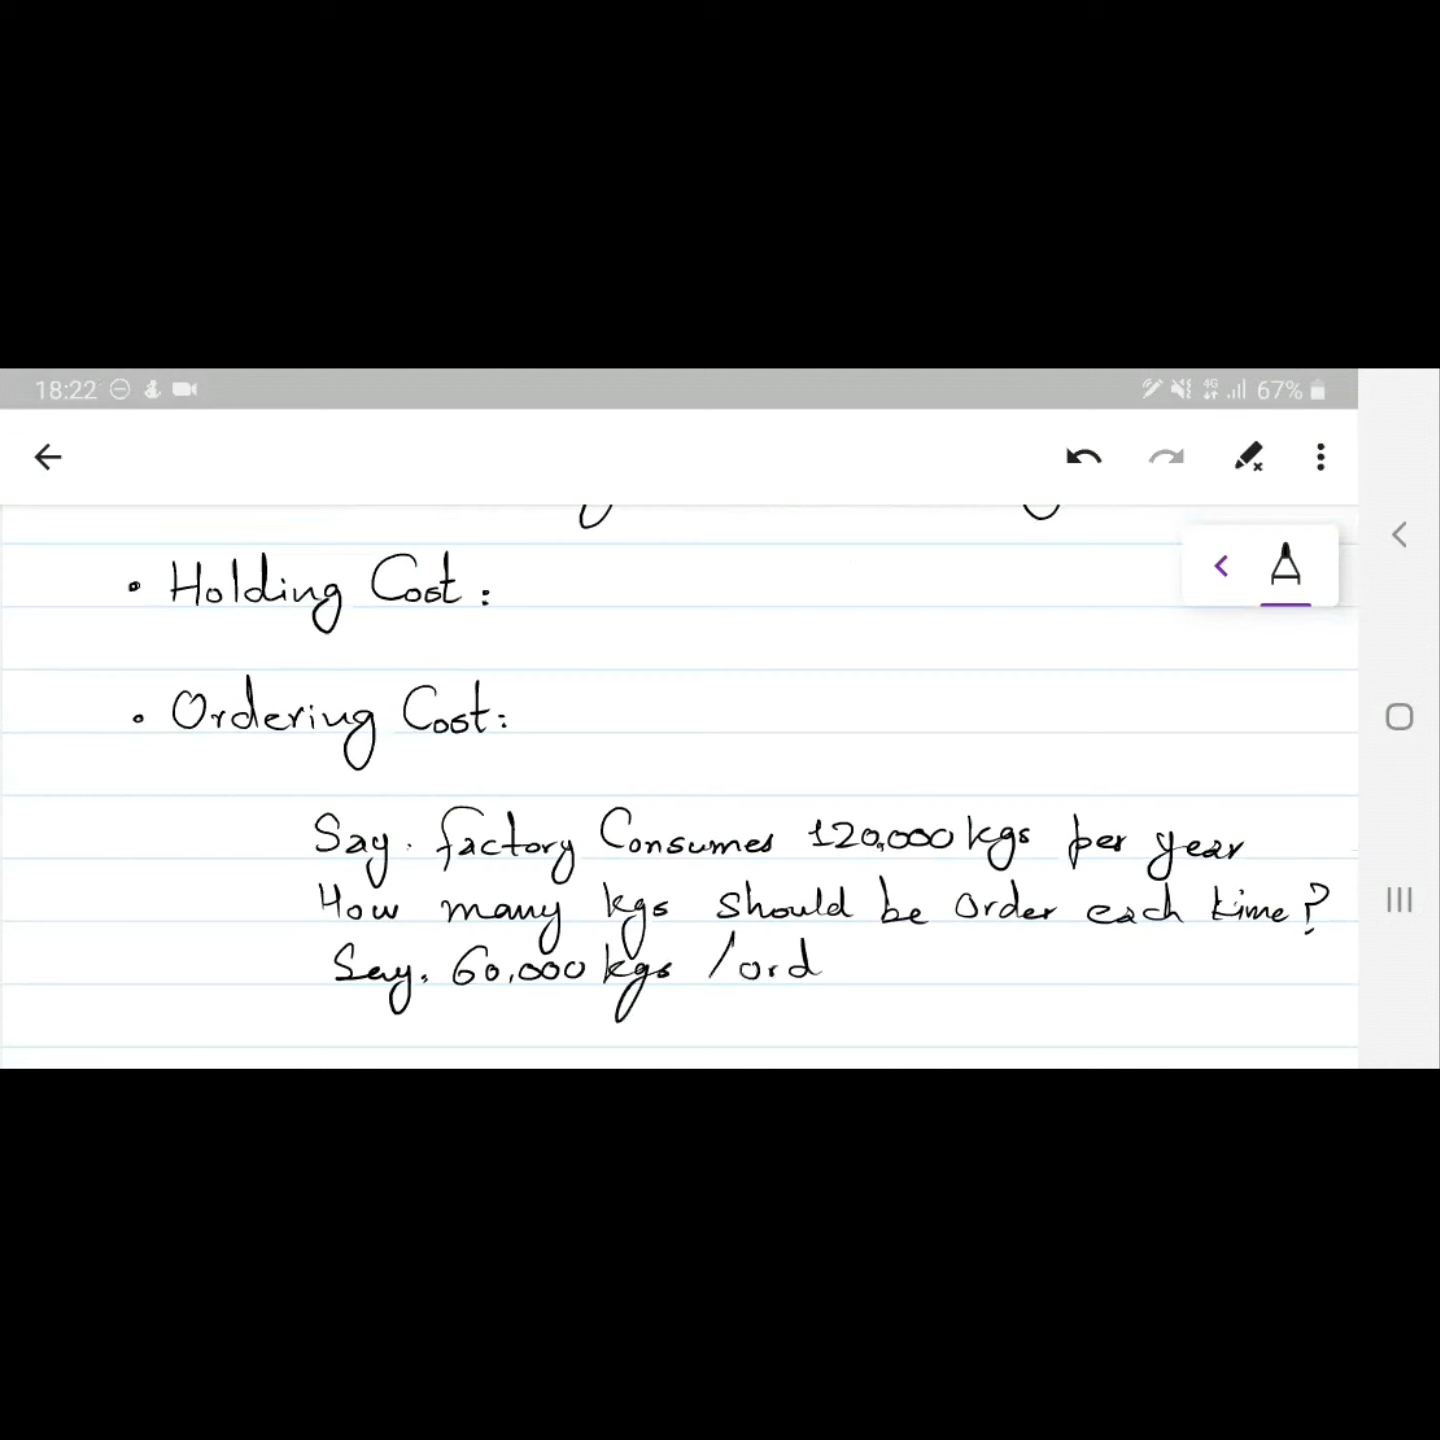 18:22 4G 67%
• Holding Cost :
• Ordering Cost:
Say. factory Consumes 120,000 kgs per year
How many kgs should be order each time?
Say. 60,000 kgs / ord